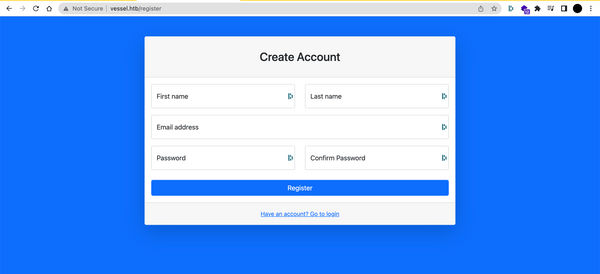 Not Secure | vessel.htb/register
Create Account
First name
Last name
Email address
Password
Confirm Password
Register
Have an account? Go to login